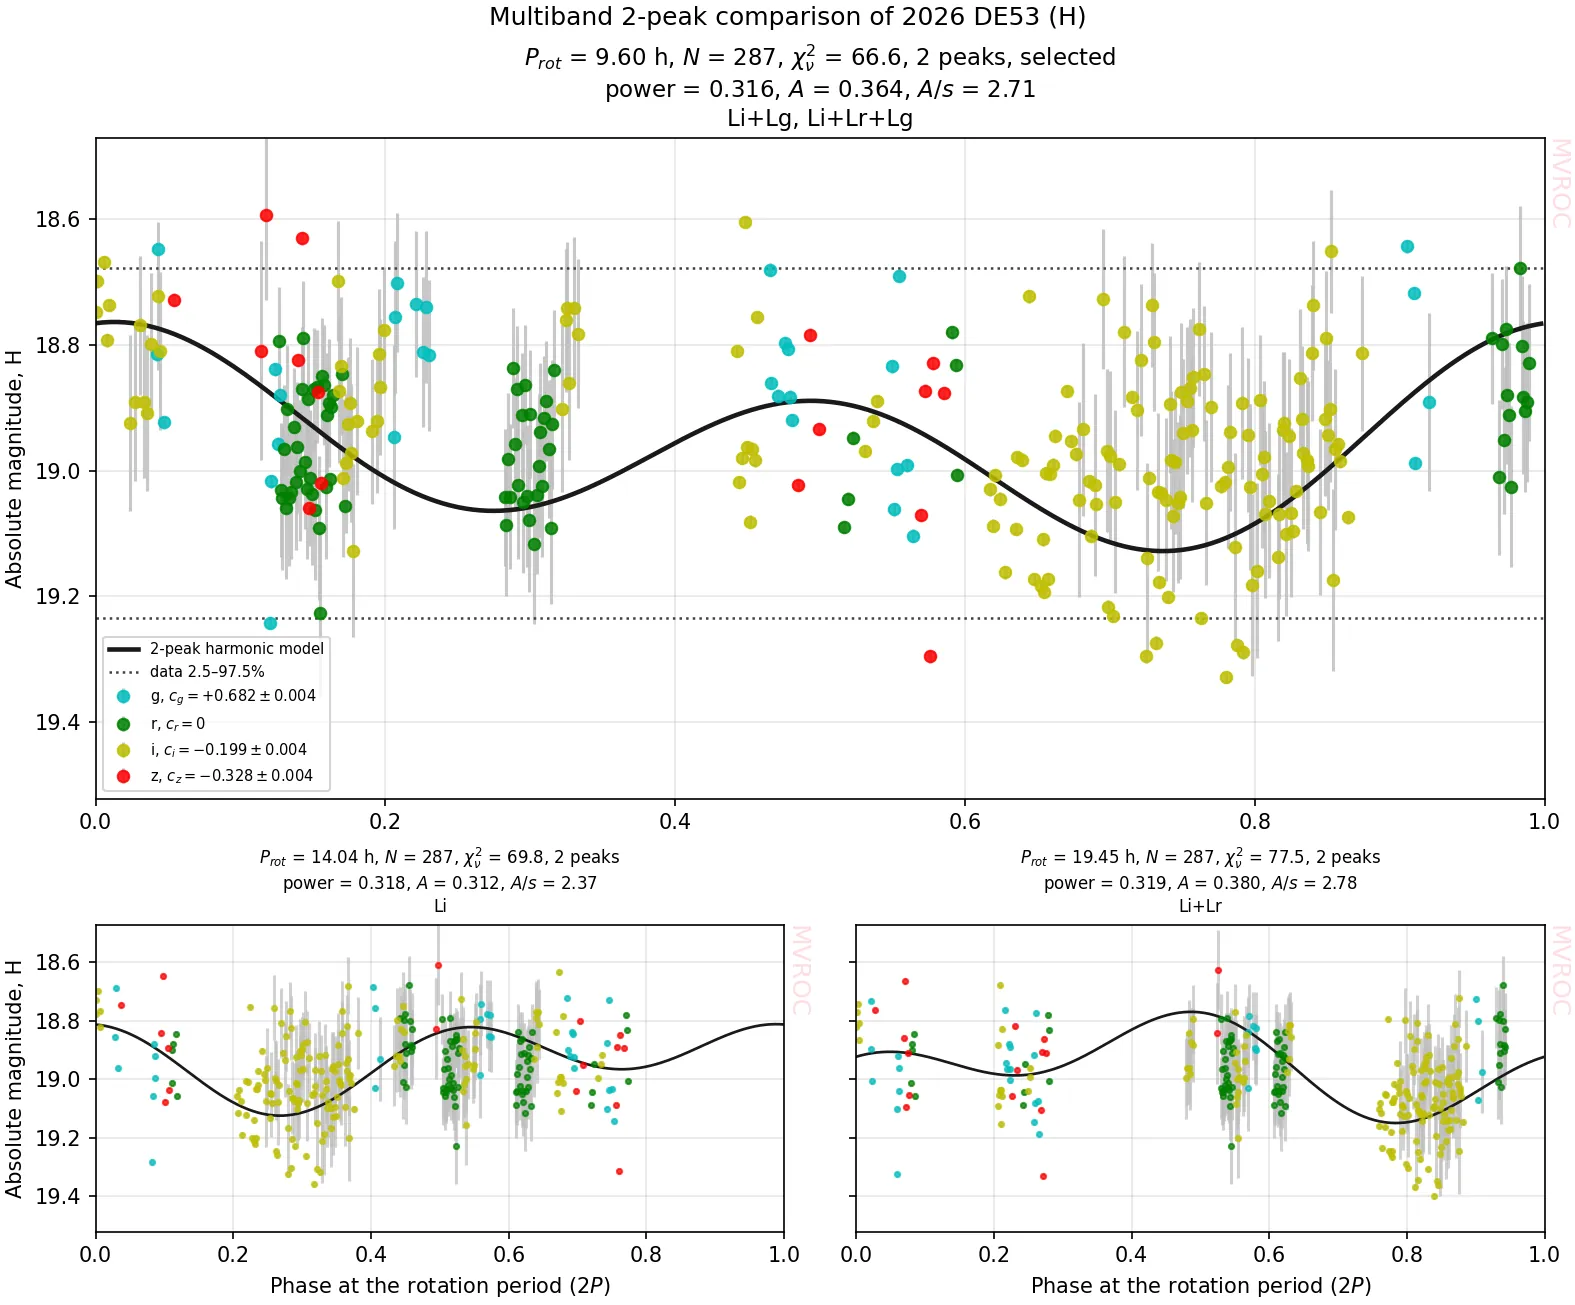 Multiband 2-peak comparison of 2026 DE53 (H)
P_rot = 9.60 h, N = 287, χ²_ν = 66.6, 2 peaks, selected
power = 0.316, A = 0.364, A/s = 2.71
Li+Lg, Li+Lr+Lg
MVROC
18.6
18.8
19.0
19.2
19.4
Absolute magnitude, H
2-peak harmonic model
data 2.5–97.5%
g, c_g = +0.682 ± 0.004
r, c_r = 0
i, c_i = −0.199 ± 0.004
z, c_z = −0.328 ± 0.004
0.0 0.2 0.4 0.6 0.8 1.0
P_rot = 14.04 h, N = 287, χ²_ν = 69.8, 2 peaks
power = 0.318, A = 0.312, A/s = 2.37
Li
MVROC
18.6
18.8
19.0
19.2
19.4
Absolute magnitude, H
0.0 0.2 0.4 0.6 0.8 1.0
Phase at the rotation period (2P)
P_rot = 19.45 h, N = 287, χ²_ν = 77.5, 2 peaks
power = 0.319, A = 0.380, A/s = 2.78
Li+Lr
MVROC
0.0 0.2 0.4 0.6 0.8 1.0
Phase at the rotation period (2P)